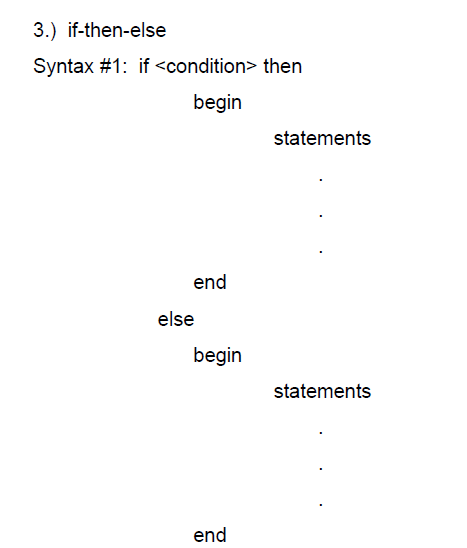 3.) if-then-else
Syntax #1: if <condition> then
begin
statements
.
.
.
end
else
begin
statements
.
.
.
end